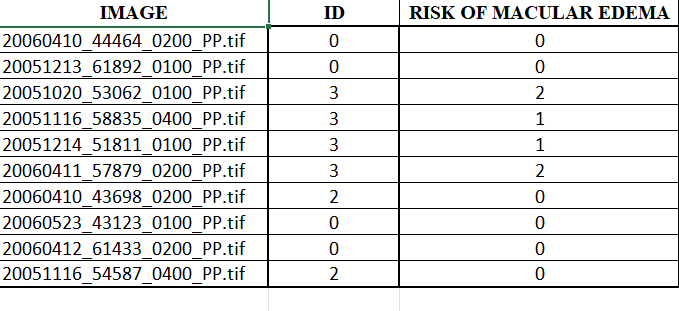 IMAGE ID RISK OF MACULAR EDEMA
20060410_44464_0200_PP.tif 0 0
20051213_61892_0100_PP.tif 0 0
20051020_53062_0100_PP.tif 3 2
20051116_58835_0400_PP.tif 3 1
20051214_51811_0100_PP.tif 3 1
20060411_57879_0200_PP.tif 3 2
20060410_43698_0200_PP.tif 2 0
20060523_43123_0100_PP.tif 0 0
20060412_61433_0200_PP.tif 0 0
20051116_54587_0400_PP.tif 2 0